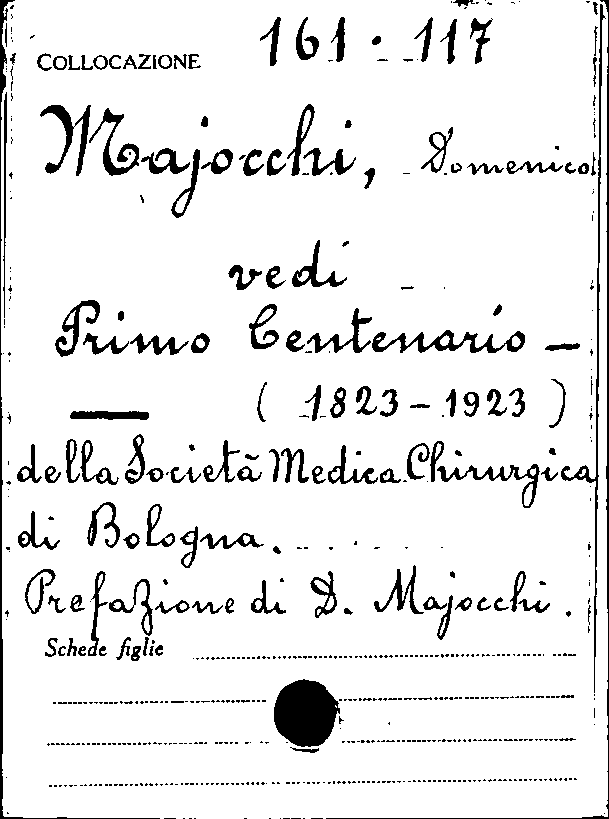 COLLOCAZIONE 161 · 117
Majocchi, Domenico
vedi
Primo Centenario —
— ( 1823 - 1923 )
della Società Medica Chirurgica
di Bologna.
Prefazione di D. Majocchi.
Schede figlie